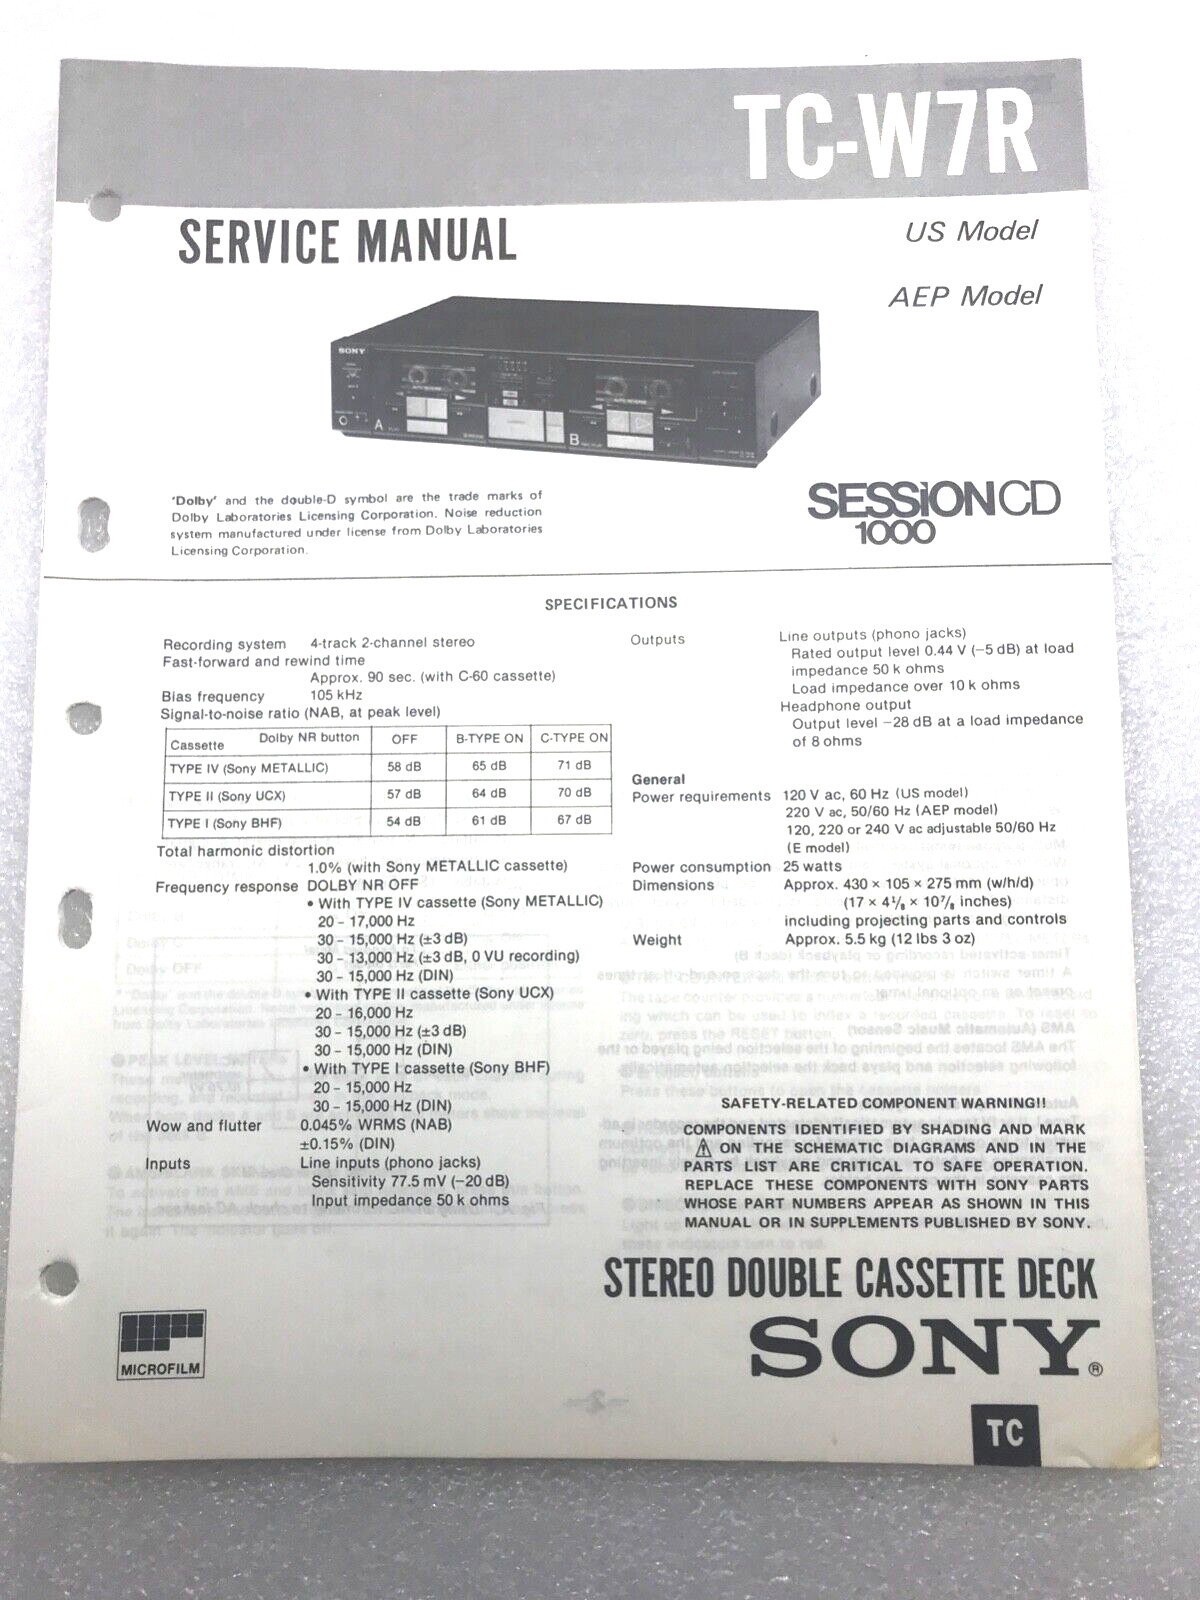 TC-W7R
SERVICE MANUAL
US Model
AEP Model
SONY
A
B
'Dolby' and the double-D symbol are the trade marks of
Dolby Laboratories Licensing Corporation. Noise reduction
system manufactured under license from Dolby Laboratories
Licensing Corporation.
SESSiON CD
1000
SPECIFICATIONS
Recording system 4-track 2-channel stereo
Fast-forward and rewind time
Approx. 90 sec. (with C-60 cassette)
Bias frequency 105 kHz
Signal-to-noise ratio (NAB, at peak level)
Cassette Dolby NR button OFF B-TYPE ON C-TYPE ON
TYPE IV (Sony METALLIC) 58 dB 65 dB 71 dB
TYPE II (Sony UCX) 57 dB 64 dB 70 dB
TYPE I (Sony BHF) 54 dB 61 dB 67 dB
Total harmonic distortion
1.0% (with Sony METALLIC cassette)
Frequency response DOLBY NR OFF
• With TYPE IV cassette (Sony METALLIC)
20 – 17,000 Hz
30 – 15,000 Hz (±3 dB)
30 – 13,000 Hz (±3 dB, 0 VU recording)
30 – 15,000 Hz (DIN)
• With TYPE II cassette (Sony UCX)
20 – 16,000 Hz
30 – 15,000 Hz (±3 dB)
30 – 15,000 Hz (DIN)
• With TYPE I cassette (Sony BHF)
20 – 15,000 Hz
30 – 15,000 Hz (DIN)
Wow and flutter 0.045% WRMS (NAB)
±0.15% (DIN)
Inputs Line inputs (phono jacks)
Sensitivity 77.5 mV (–20 dB)
Input impedance 50 k ohms
Outputs Line outputs (phono jacks)
Rated output level 0.44 V (–5 dB) at load
impedance 50 k ohms
Load impedance over 10 k ohms
Headphone output
Output level –28 dB at a load impedance
of 8 ohms
General
Power requirements 120 V ac, 60 Hz (US model)
220 V ac, 50/60 Hz (AEP model)
120, 220 or 240 V ac adjustable 50/60 Hz
(E model)
Power consumption 25 watts
Dimensions Approx. 430 × 105 × 275 mm (w/h/d)
(17 × 4 1/8 × 10 7/8 inches)
including projecting parts and controls
Weight Approx. 5.5 kg (12 lbs 3 oz)
SAFETY-RELATED COMPONENT WARNING!!
COMPONENTS IDENTIFIED BY SHADING AND MARK
⚠ ON THE SCHEMATIC DIAGRAMS AND IN THE
PARTS LIST ARE CRITICAL TO SAFE OPERATION.
REPLACE THESE COMPONENTS WITH SONY PARTS
WHOSE PART NUMBERS APPEAR AS SHOWN IN THIS
MANUAL OR IN SUPPLEMENTS PUBLISHED BY SONY.
STEREO DOUBLE CASSETTE DECK
SONY®
MICROFILM
TC